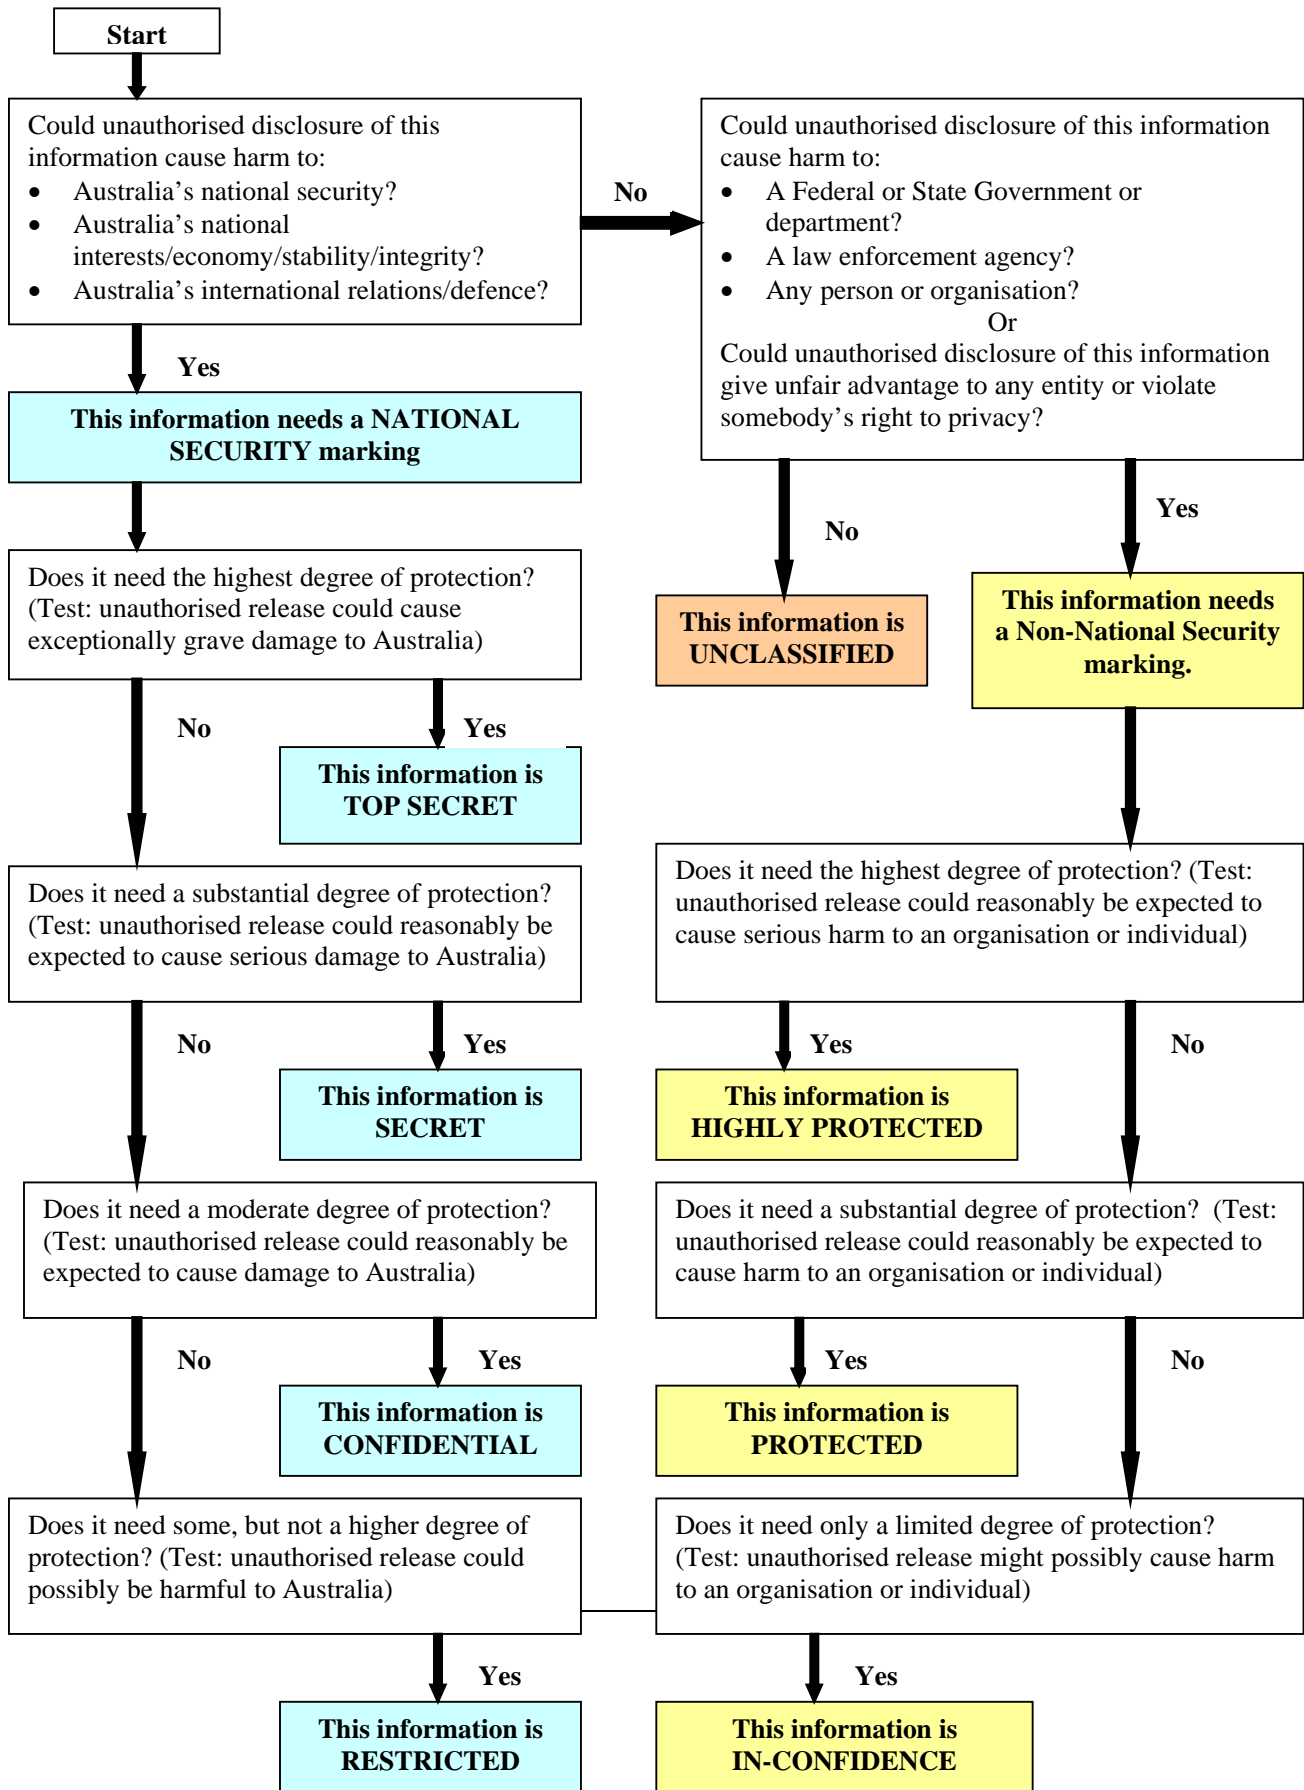 Start
Could unauthorised disclosure of this
information cause harm to:
• Australia’s national security?
• Australia’s national
interests/economy/stability/integrity?
• Australia’s international relations/defence?
No
Could unauthorised disclosure of this information
cause harm to:
• A Federal or State Government or
department?
• A law enforcement agency?
• Any person or organisation?
Or
Could unauthorised disclosure of this information
give unfair advantage to any entity or violate
somebody’s right to privacy?
Yes
This information needs a NATIONAL
SECURITY marking
No
Yes
Does it need the highest degree of protection?
(Test: unauthorised release could cause
exceptionally grave damage to Australia)
This information is
UNCLASSIFIED
This information needs
a Non-National Security
marking.
No
Yes
This information is
TOP SECRET
Does it need a substantial degree of protection?
(Test: unauthorised release could reasonably be
expected to cause serious damage to Australia)
Does it need the highest degree of protection? (Test:
unauthorised release could reasonably be expected to
cause serious harm to an organisation or individual)
No
Yes
Yes
No
This information is
SECRET
This information is
HIGHLY PROTECTED
Does it need a moderate degree of protection?
(Test: unauthorised release could reasonably be
expected to cause damage to Australia)
Does it need a substantial degree of protection?  (Test:
unauthorised release could reasonably be expected to
cause harm to an organisation or individual)
No
Yes
Yes
No
This information is
CONFIDENTIAL
This information is
PROTECTED
Does it need some, but not a higher degree of
protection? (Test: unauthorised release could
possibly be harmful to Australia)
Does it need only a limited degree of protection?
(Test: unauthorised release might possibly cause harm
to an organisation or individual)
Yes
Yes
This information is
RESTRICTED
This information is
IN-CONFIDENCE